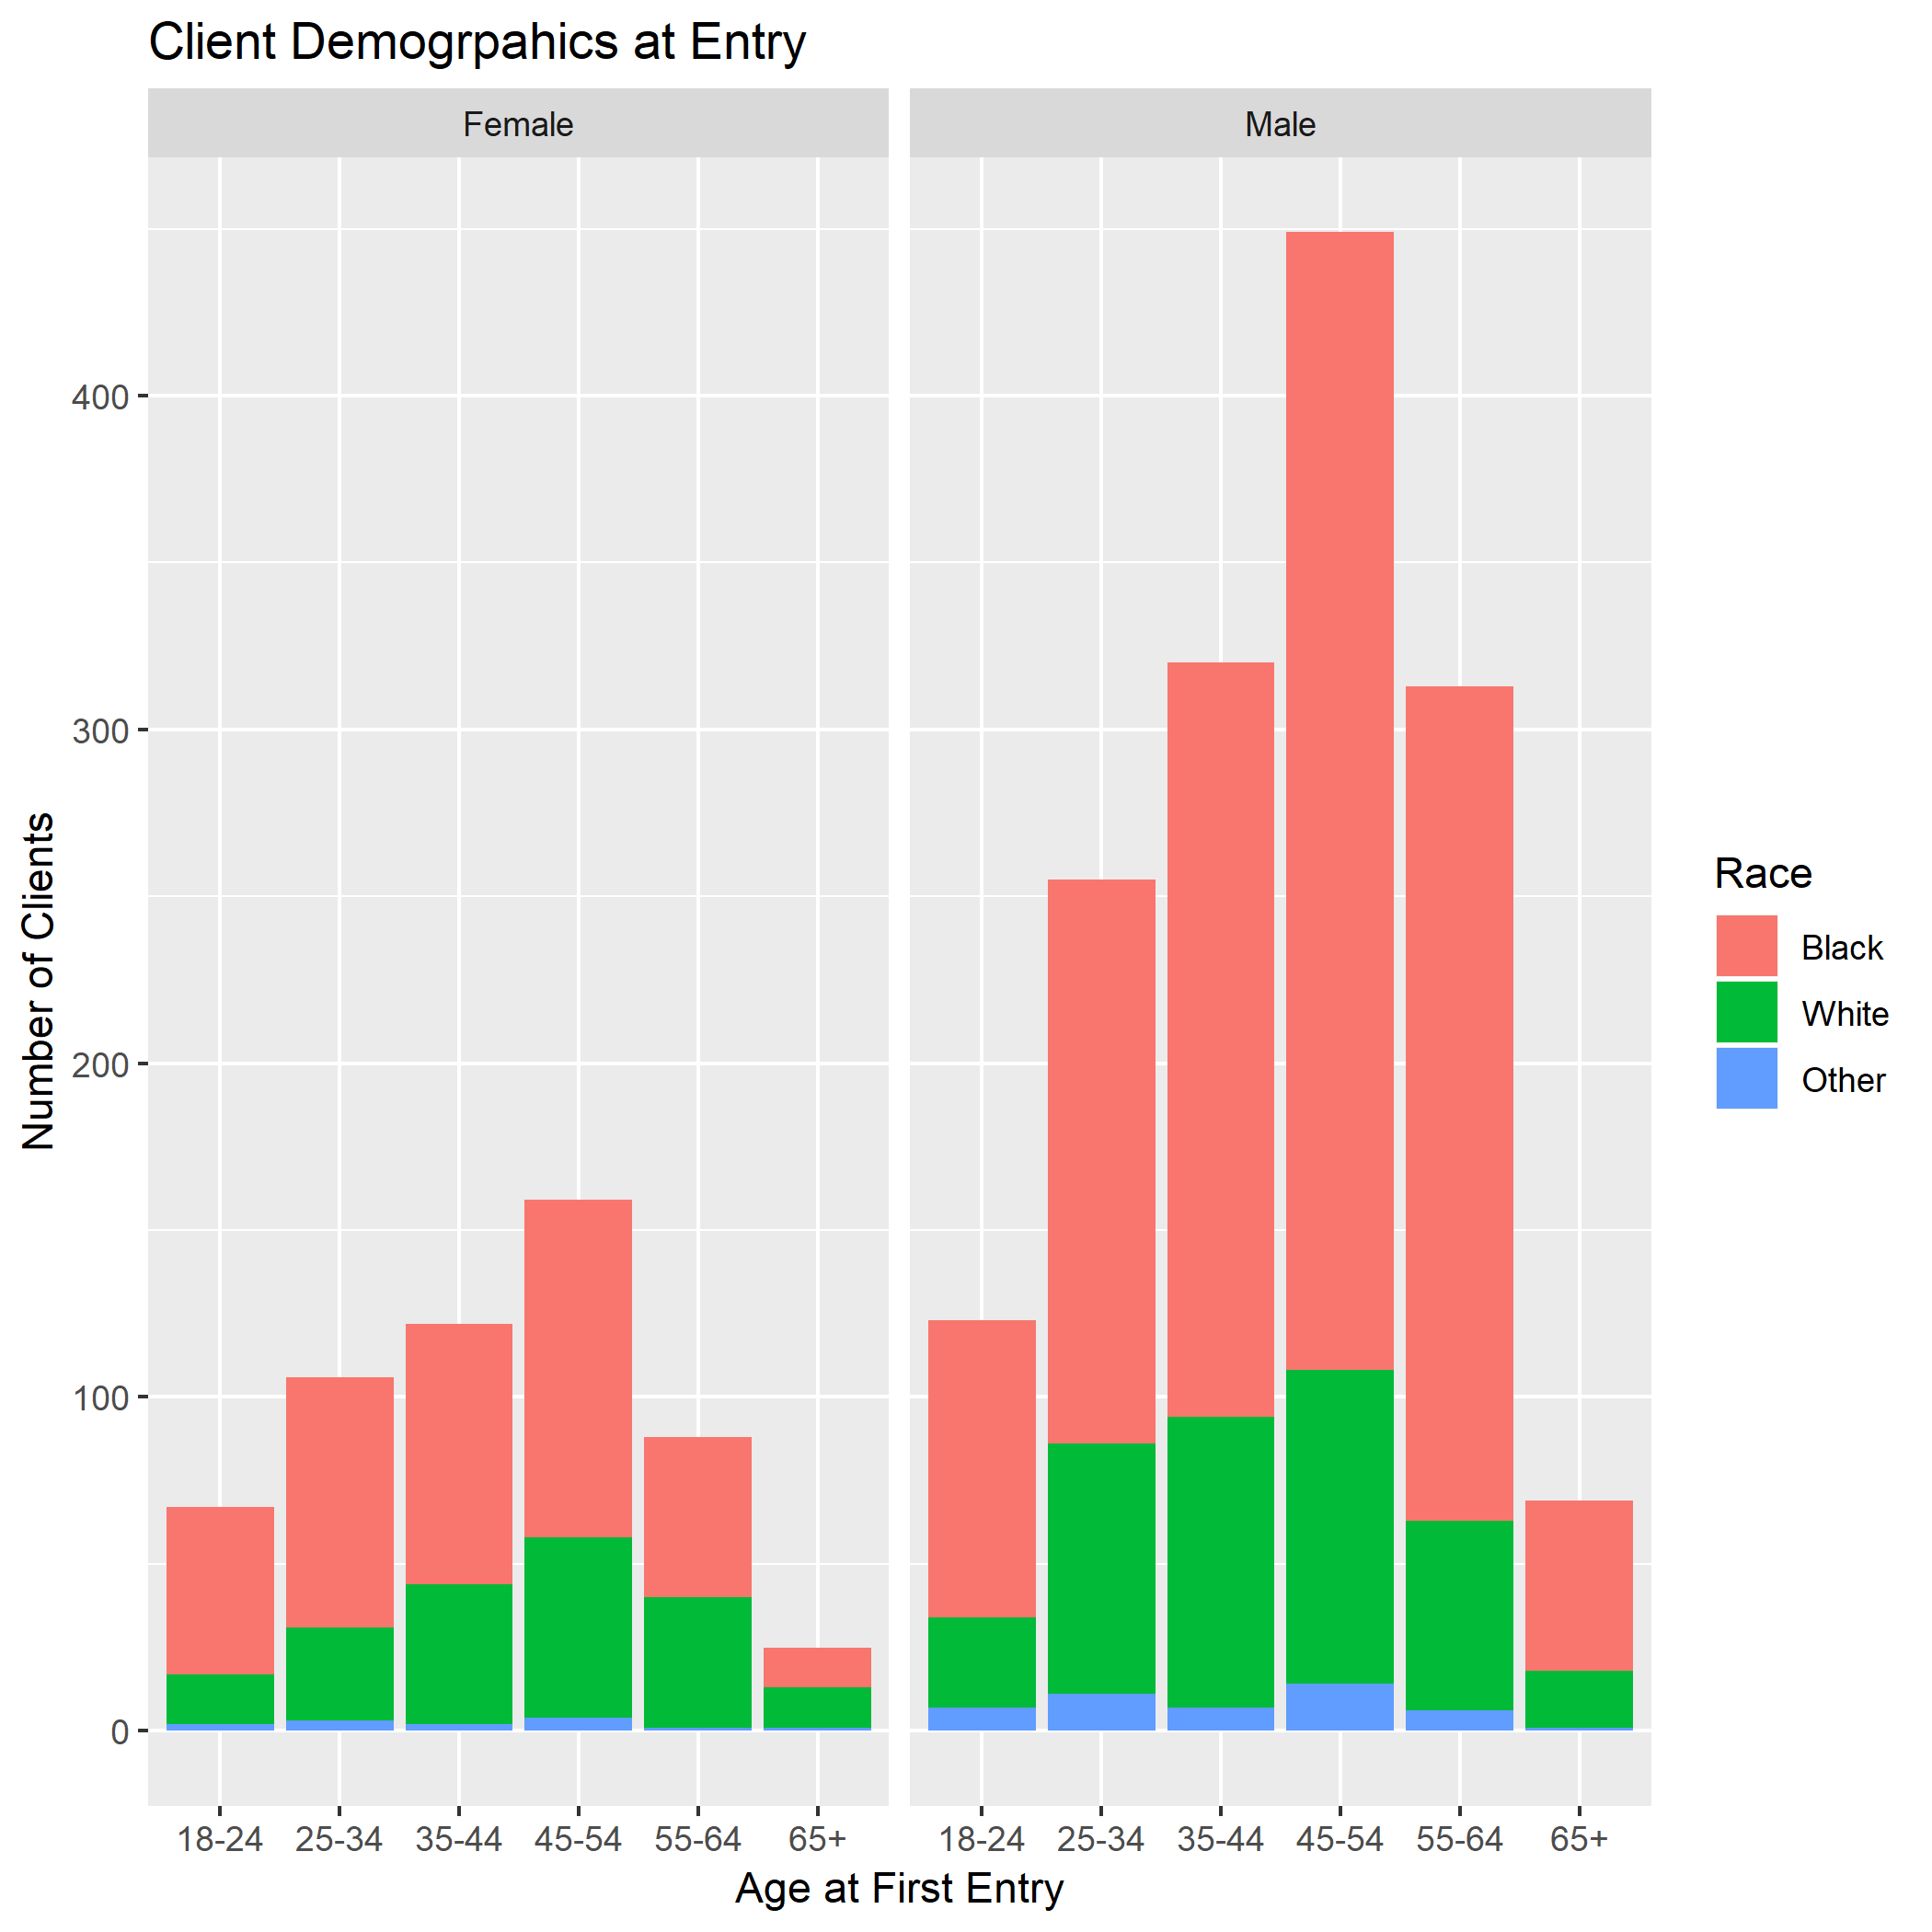 Client Demogrpahics at Entry
Female
Male
Number of Clients
400
300
200
100
0
18-24 25-34 35-44 45-54 55-64 65+
18-24 25-34 35-44 45-54 55-64 65+
Age at First Entry
Race
Black
White
Other